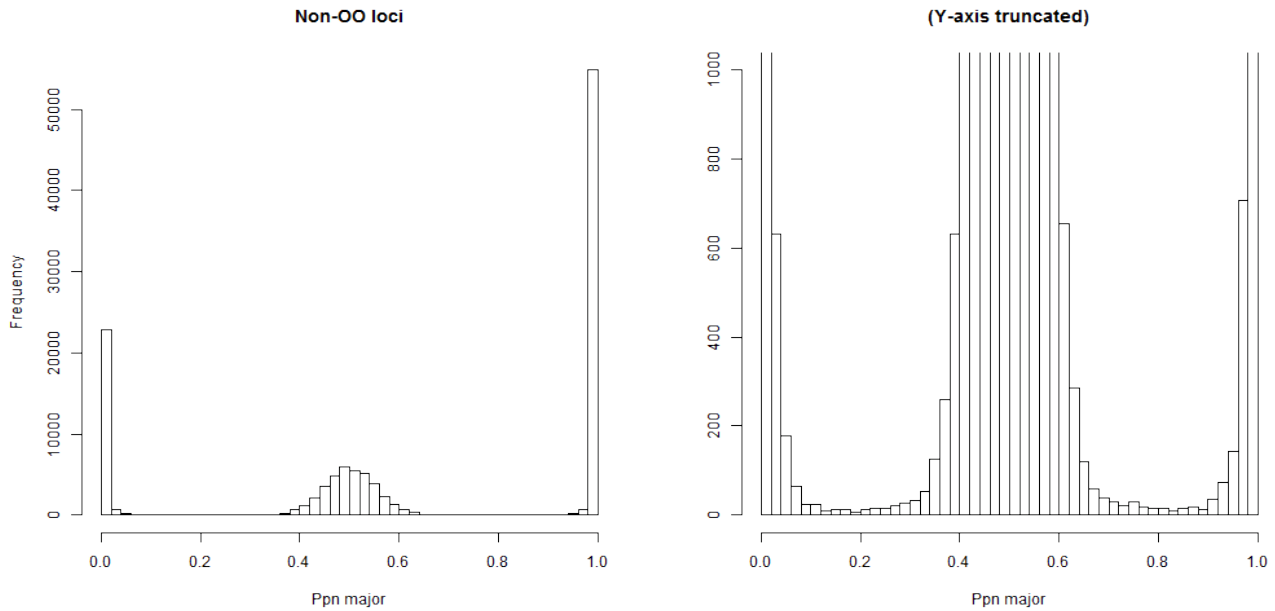 Non-OO loci
Frequency
50000
40000
30000
20000
10000
0
0.0 0.2 0.4 0.6 0.8 1.0
Ppn major
(Y-axis truncated)
1000
800
600
400
200
0
0.0 0.2 0.4 0.6 0.8 1.0
Ppn major